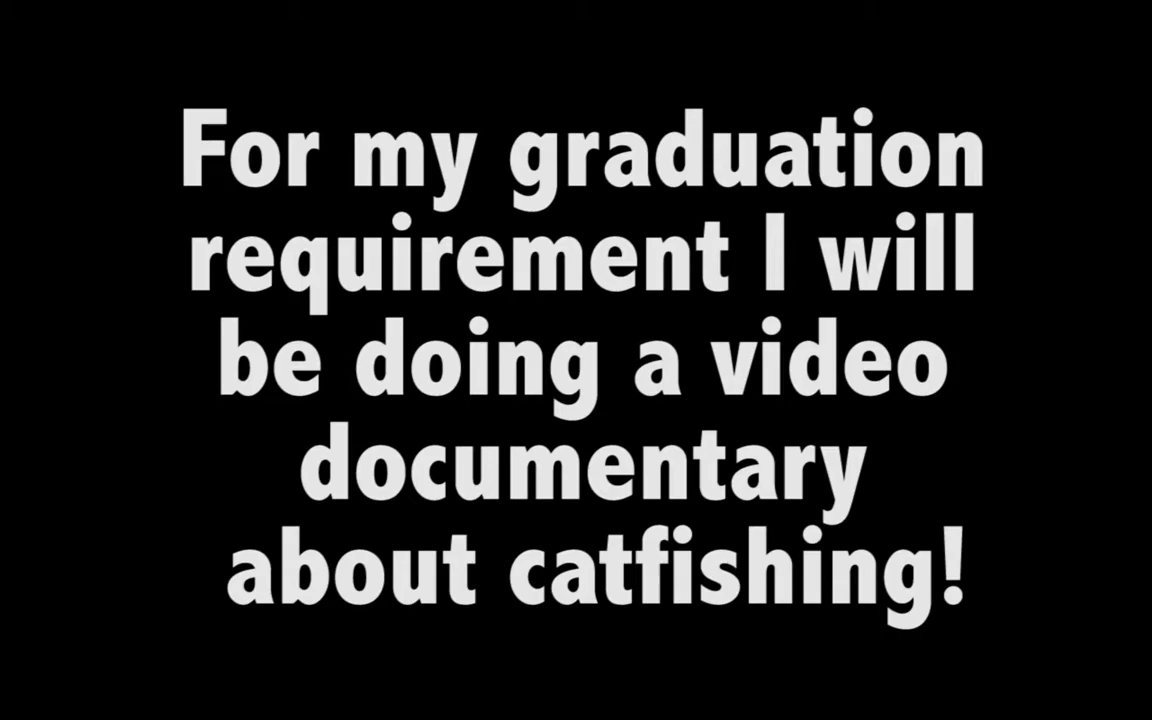 For my graduation
requirement I will
be doing a video
documentary
about catfishing!